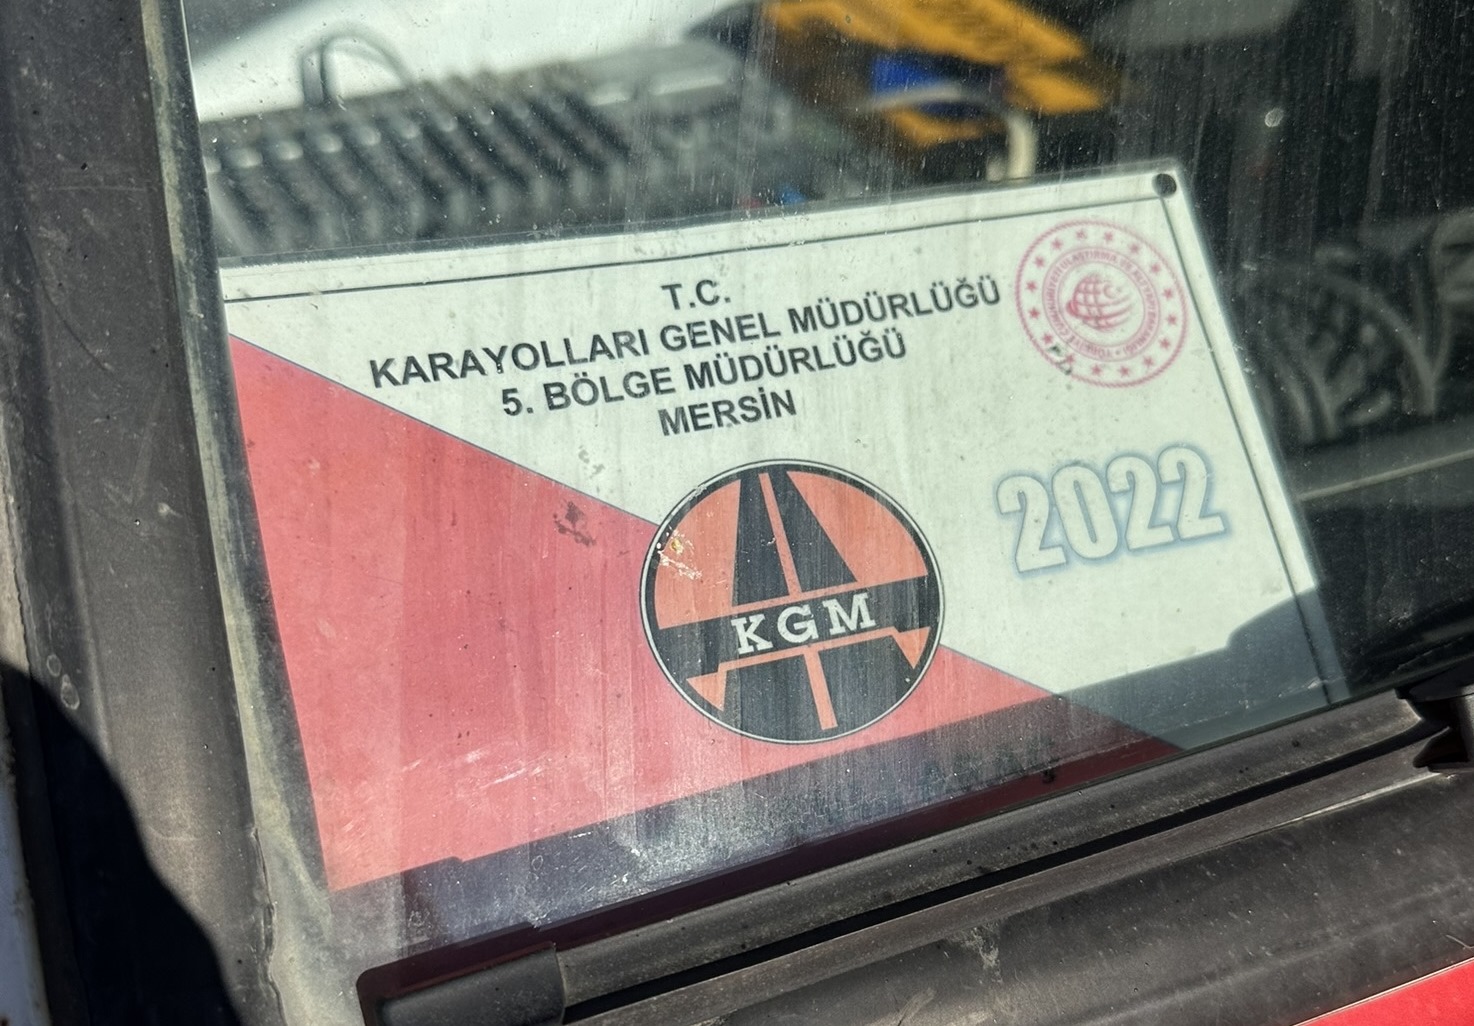 T.C.
KARAYOLLARI GENEL MÜDÜRLÜĞÜ
5. BÖLGE MÜDÜRLÜĞÜ
MERSİN
2022
KGM